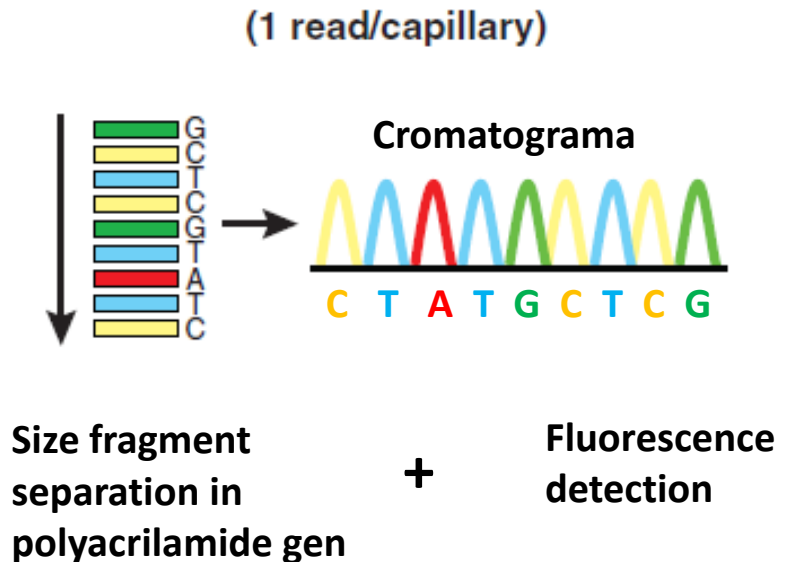 (1 read/capillary)
G
C
T
C
G
T
A
T
C
Cromatograma
C T A T G C T C G
Size fragment
separation in
polyacrilamide gen
+
Fluorescence
detection